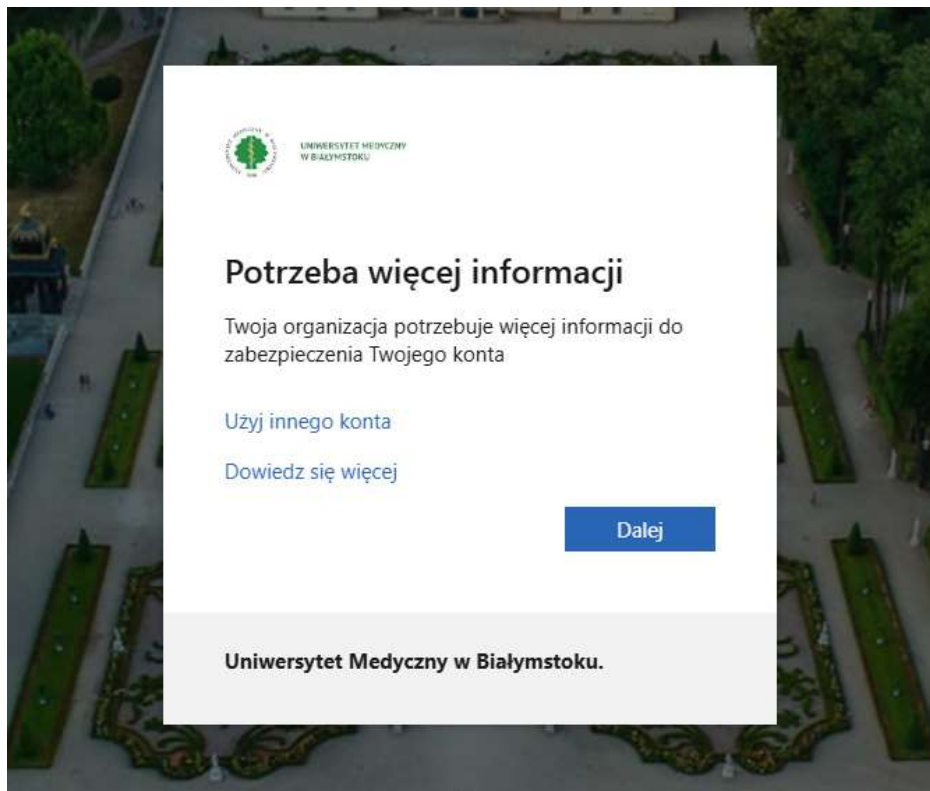 UNIWERSYTET MEDYCZNY
W BIAŁYMSTOKU
Potrzeba więcej informacji
Twoja organizacja potrzebuje więcej informacji do
zabezpieczenia Twojego konta
Użyj innego konta
Dowiedz się więcej
Dalej
Uniwersytet Medyczny w Białymstoku.